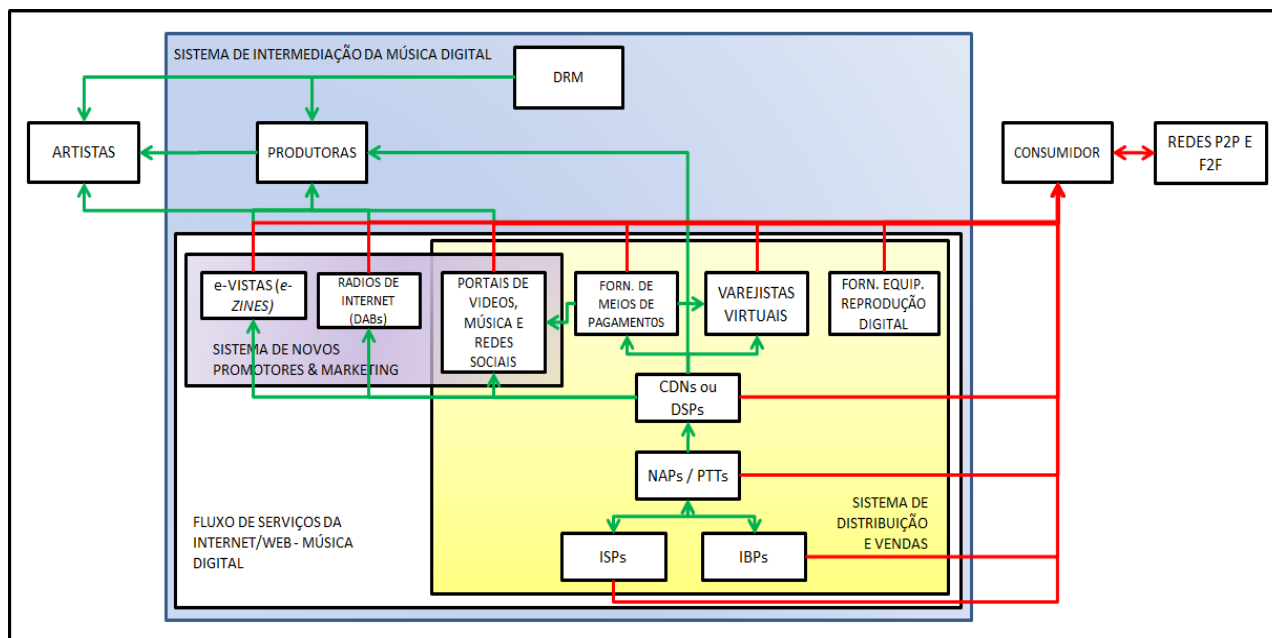 SISTEMA DE INTERMEDIAÇÃO DA MÚSICA DIGITAL
DRM
ARTISTAS
PRODUTORAS
CONSUMIDOR
REDES P2P E
F2F
e-VISTAS (e-
ZINES)
RADIOS DE
INTERNET
(DABs)
PORTAIS DE
VIDEOS,
MÚSICA E
REDES
SOCIAIS
FORN. DE
MEIOS DE
PAGAMENT0S
VAREJISTAS
VIRTUAIS
FORN. EQUIP.
REPRODUÇÃO
DIGITAL
SISTEMA DE NOVOS
PROMOTORES & MARKETING
CDNs ou
DSPs
NAPs / PTTs
FLUXO DE SERVIÇOS DA
INTERNET/WEB - MÚSICA
DIGITAL
SISTEMA DE
DISTRIBUIÇÃO
E VENDAS
ISPs
IBPs